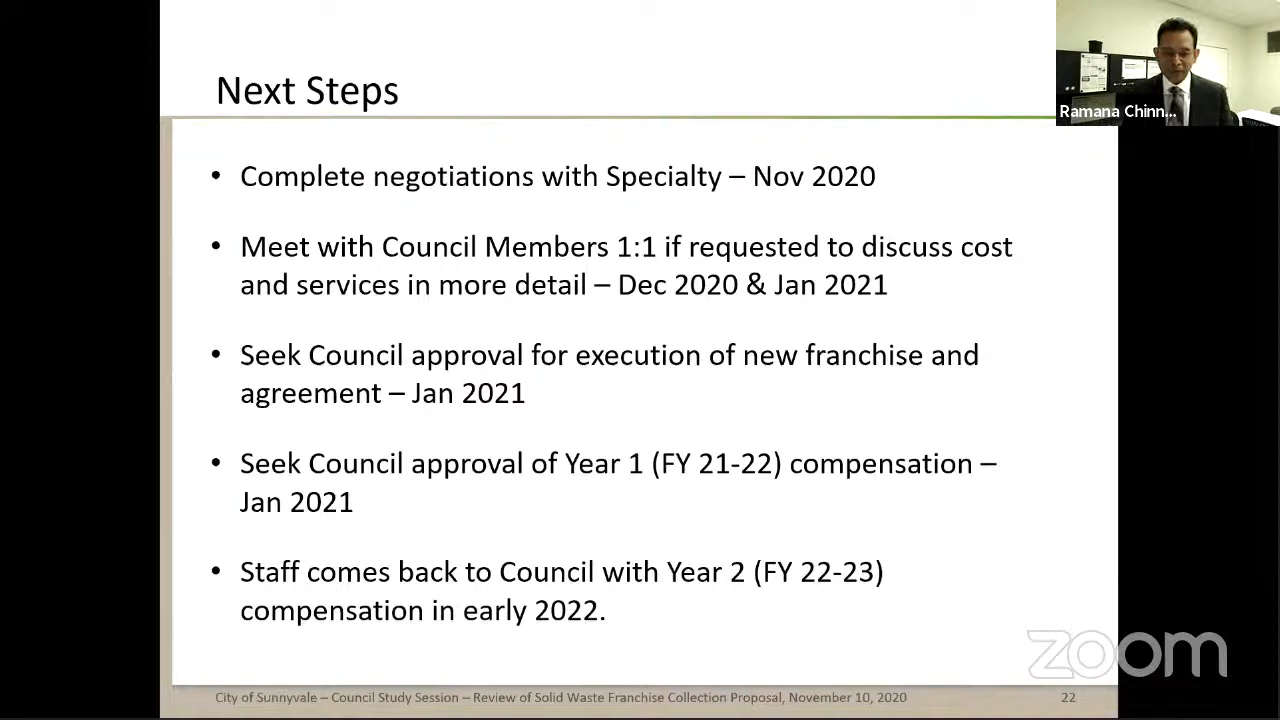 Next Steps
Ramana Chinn...
• Complete negotiations with Specialty – Nov 2020
• Meet with Council Members 1:1 if requested to discuss cost
and services in more detail – Dec 2020 & Jan 2021
• Seek Council approval for execution of new franchise and
agreement – Jan 2021
• Seek Council approval of Year 1 (FY 21-22) compensation –
Jan 2021
• Staff comes back to Council with Year 2 (FY 22-23)
compensation in early 2022.
zoom
City of Sunnyvale – Council Study Session – Review of Solid Waste Franchise Collection Proposal, November 10, 2020
22